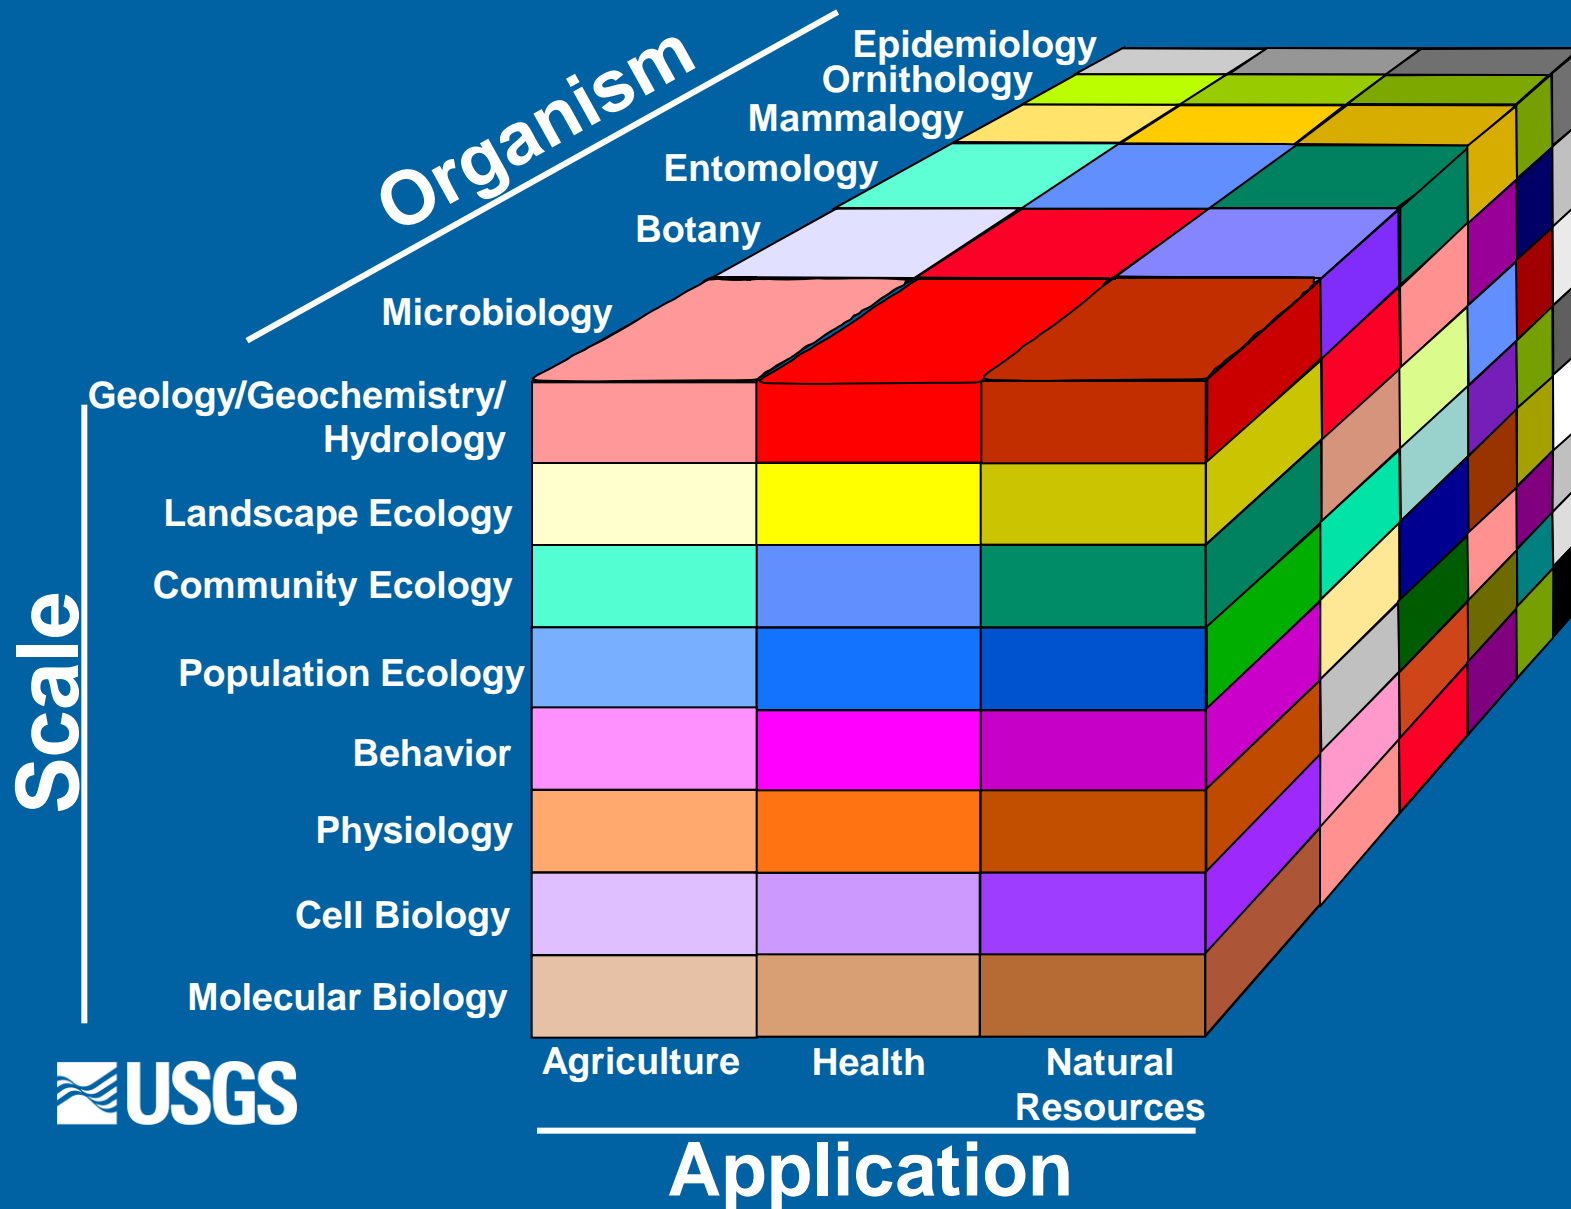 Organism
Epidemiology
Ornithology
Mammalogy
Entomology
Botany
Microbiology
Scale
Geology/Geochemistry/
Hydrology
Landscape Ecology
Community Ecology
Population Ecology
Behavior
Physiology
Cell Biology
Molecular Biology
Agriculture
Health
Natural
Resources
USGS
Application